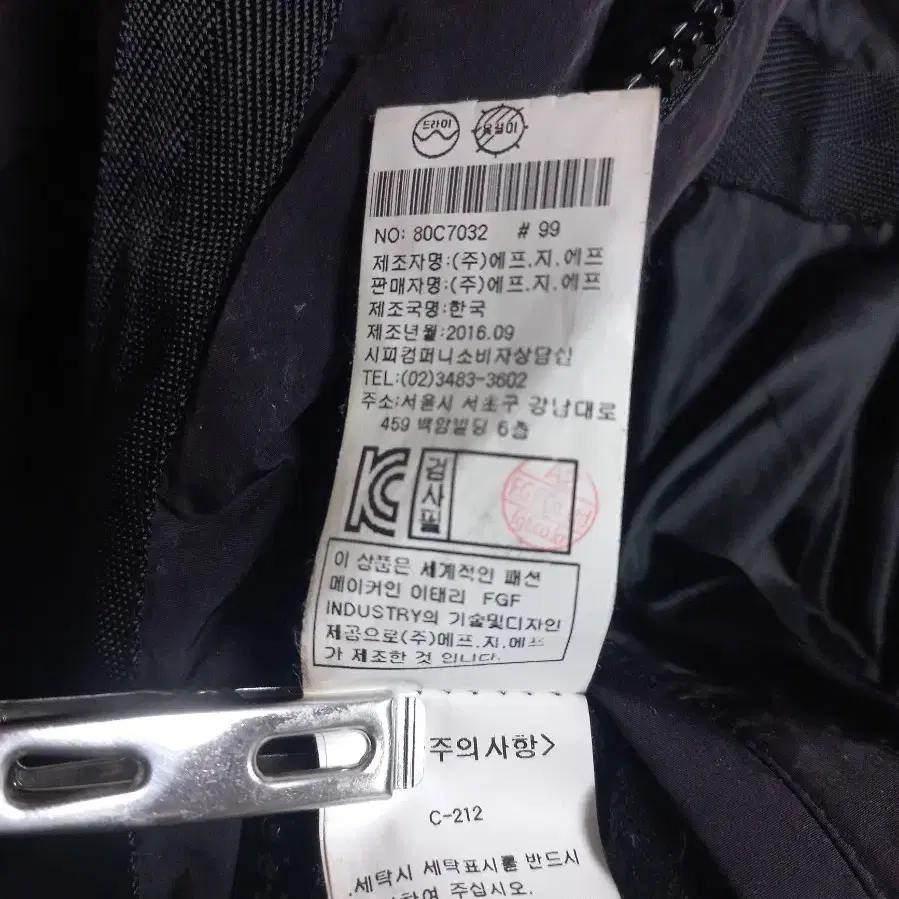 드라이
NO: 80C7032 # 99
제조자명:(주)에프.지.에프
판매자명:(주)에프.지.에프
제조국명:한국
제조년월:2016.09
시피컴퍼니소비자상담실
TEL:(02)3483-3602
주소:서울시 서초구 강남대로
459 백암빌딩 6층
검사필
이 상품은 세계적인 패션
메이커인 이태리 FGF
INDUSTRY의 기술및디자인
제공으로(주)에프.지.에프
가 제조한 것 입니다.
주의사항>
C-212
.세탁시 세탁표시를 반드시
하여 주십시오.